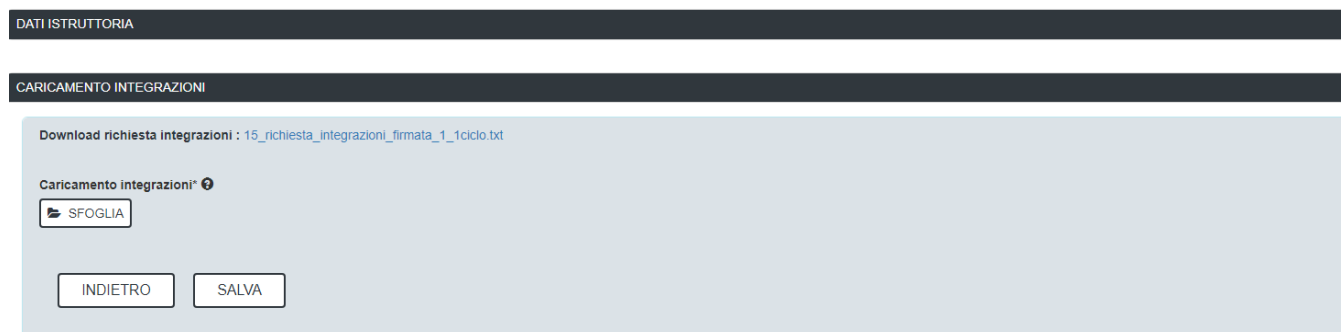 DATI ISTRUTTORIA
CARICAMENTO INTEGRAZIONI
Download richiesta integrazioni : 15_richiesta_integrazioni_firmata_1_1ciclo.txt
Caricamento integrazioni* ?
SFOGLIA
INDIETRO SALVA